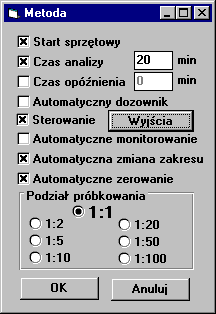 Metoda
Start sprzętowy
Czas analizy 20 min
Czas opóźnienia 0 min
Automatyczny dozownik
Sterowanie Wyjścia
Automatyczne monitorowanie
Automatyczna zmiana zakresu
Automatyczne zerowanie
Podział próbkowania
1:1
1:2 1:20
1:5 1:50
1:10 1:100
OK Anuluj